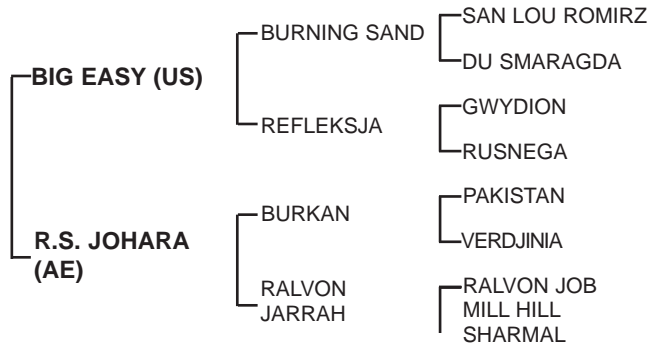 SAN LOU ROMIRZ
BURNING SAND
DU SMARAGDA
BIG EASY (US)
GWYDION
REFLEKSJA
RUSNEGA
PAKISTAN
BURKAN
VERDJINIA
R.S. JOHARA
(AE)
RALVON JOB
RALVON
JARRAH
MILL HILL
SHARMAL